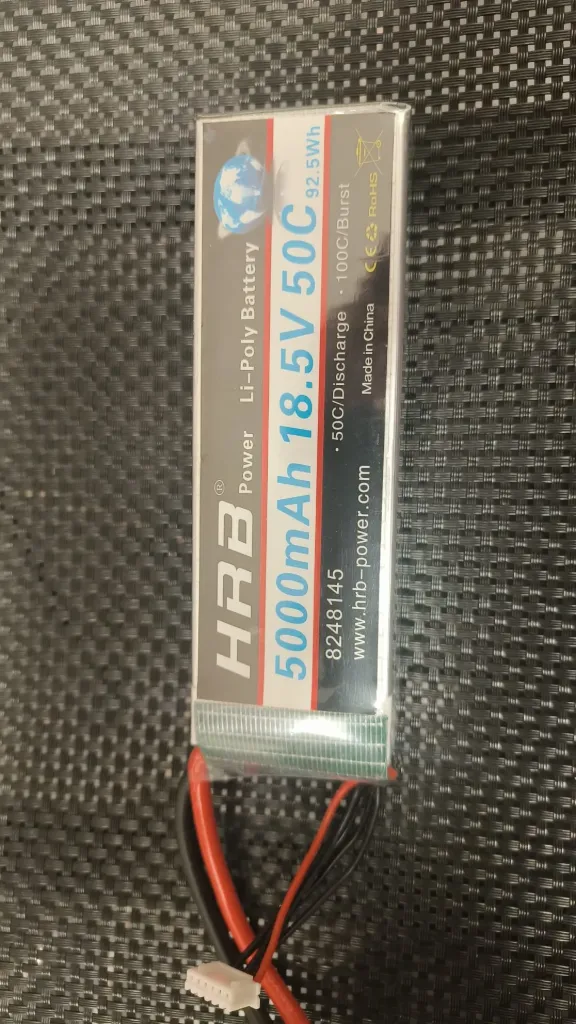 HRB® Power Li-Poly Battery
5000mAh 18.5V 50C 92.5Wh
8248145 · 50C/Discharge · 100C/Burst
www.hrb-power.com Made in China CE RoHS